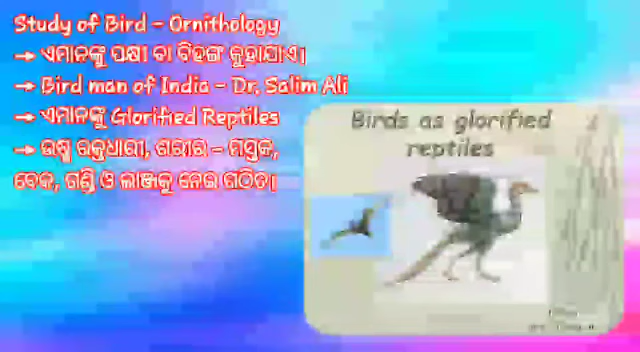 Study of Bird – Ornithology
→ ଏମାନଙ୍କୁ ପକ୍ଷୀ ବା ବିହଙ୍ଗ କୁହାଯାଏ।
→ Bird man of India – Dr. Salim Ali
→ ଏମାନଙ୍କୁ Glorified Reptiles
→ ଉଷ୍ଣ ରକ୍ତଧାରୀ, ଶରୀର – ମସ୍ତକ,
ବେକ, ଗଣ୍ଡି ଓ ଲାଞ୍ଜକୁ ନେଇ ଗଠିତ।
Birds as glorified
reptiles